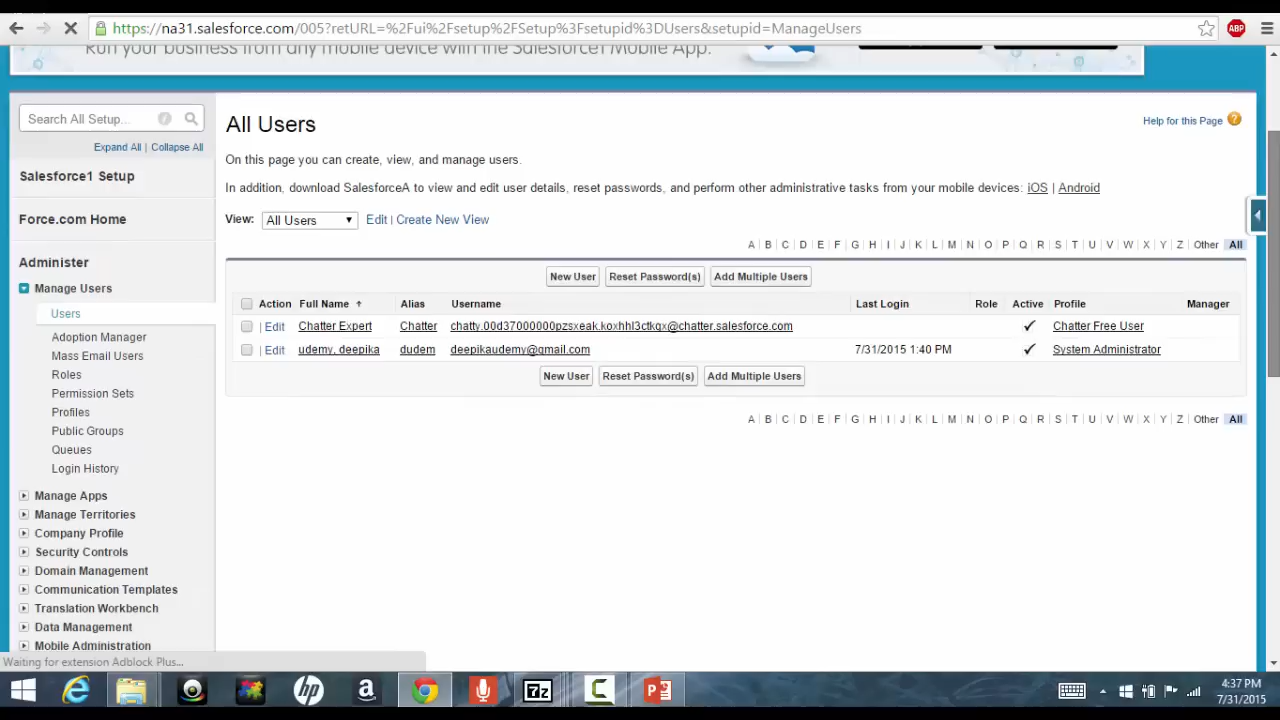 https://na31.salesforce.com/005?retURL=%2Fui%2Fsetup%2FSetup%3Fsetupid%3DUsers&setupid=ManageUsers
ABP
Run your business from any mobile device with the Salesforce1 Mobile App.
Search All Setup...
Expand All | Collapse All
Salesforce1 Setup
Force.com Home
Administer
Manage Users
Users
Adoption Manager
Mass Email Users
Roles
Permission Sets
Profiles
Public Groups
Queues
Login History
Manage Apps
Manage Territories
Company Profile
Security Controls
Domain Management
Communication Templates
Translation Workbench
Data Management
Mobile Administration
All Users
Help for this Page ?
On this page you can create, view, and manage users.
In addition, download SalesforceA to view and edit user details, reset passwords, and perform other administrative tasks from your mobile devices: iOS | Android
View: All Users Edit | Create New View
A | B | C | D | E | F | G | H | I | J | K | L | M | N | O | P | Q | R | S | T | U | V | W | X | Y | Z | Other All
New User Reset Password(s) Add Multiple Users
Action Full Name Alias Username Last Login Role Active Profile Manager
| Edit Chatter Expert Chatter chatty.00d37000000pzsxeak.koxhhl3ctkqx@chatter.salesforce.com Chatter Free User
| Edit udemy, deepika dudem deepikaudemy@gmail.com 7/31/2015 1:40 PM System Administrator
New User Reset Password(s) Add Multiple Users
A | B | C | D | E | F | G | H | I | J | K | L | M | N | O | P | Q | R | S | T | U | V | W | X | Y | Z | Other All
Waiting for extension Adblock Plus...
hp
a
7z
C
P
4:37 PM
7/31/2015